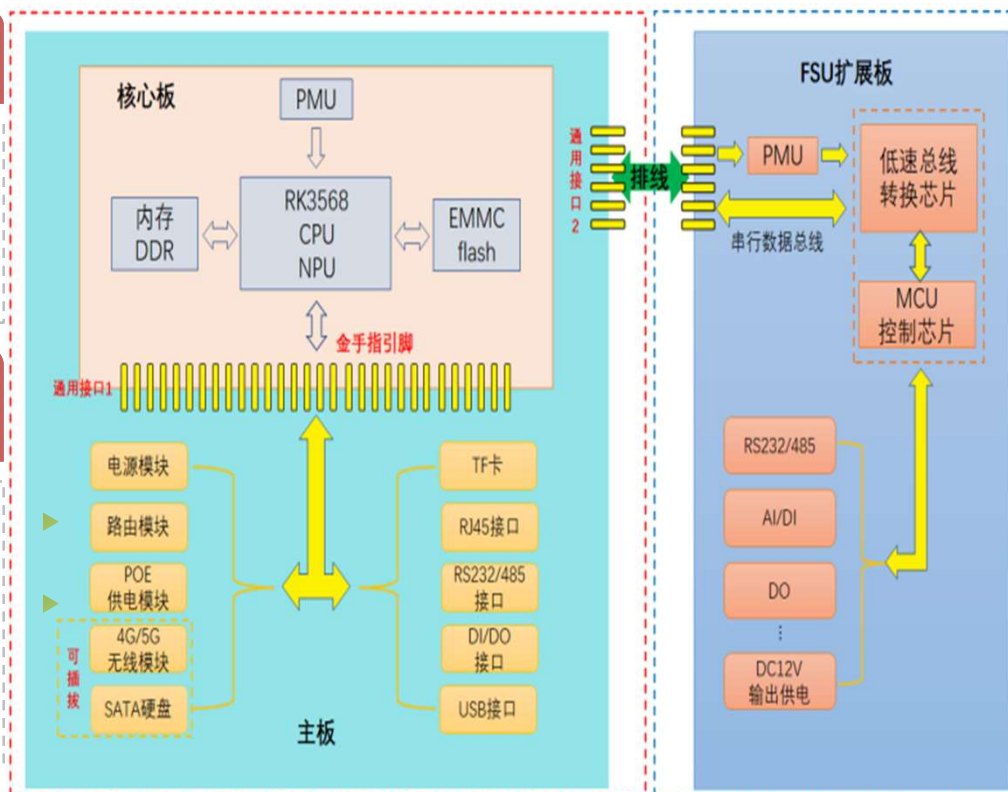 核心板
PMU
内存
DDR
RK3568
CPU
NPU
EMMC
flash
金手指引脚
通用接口1
通用接口2
排线
电源模块
路由模块
POE
供电模块
4G/5G
无线模块
SATA硬盘
可插拔
TF卡
RJ45接口
RS232/485
接口
DI/DO
接口
USB接口
主板
FSU扩展板
PMU
低速总线
转换芯片
串行数据总线
MCU
控制芯片
RS232/485
AI/DI
DO
⋮
DC12V
输出供电